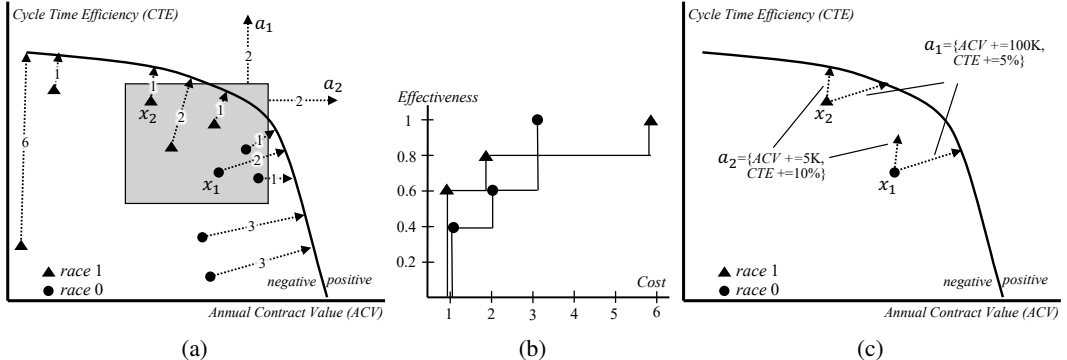 Cycle Time Efficiency (CTE)
a₁
2
a₂
2
1
1
x₂
2
1
6
1
2
x₁
1
3
3
race 1
race 0
negative positive
Annual Contract Value (ACV)
(a)
Effectiveness
1
0.8
0.6
0.4
0.2
Cost
1 2 3 4 5 6
(b)
Cycle Time Efficiency (CTE)
a₁={ACV +=100K,
CTE +=5%}
x₂
a₂={ACV +=5K,
CTE +=10%}
x₁
race 1
race 0
negative positive
Annual Contract Value (ACV)
(c)